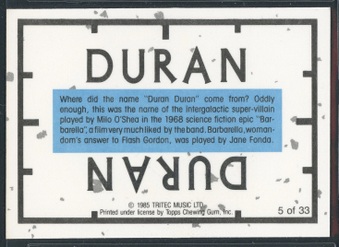 DURAN
Where did the name "Duran Duran" come from? Oddly
enough, this was the name of the intergalactic super-villain
played by Milo O'Shea in the 1968 science fiction epic "Bar-
barella", a film very much liked by the band. Barbarella, woman-
dom's answer to Flash Gordon, was played by Jane Fonda.
DURAN
© 1985 TRITEC MUSIC LTD.
Printed under license by Topps Chewing Gum, Inc.
5 of 33